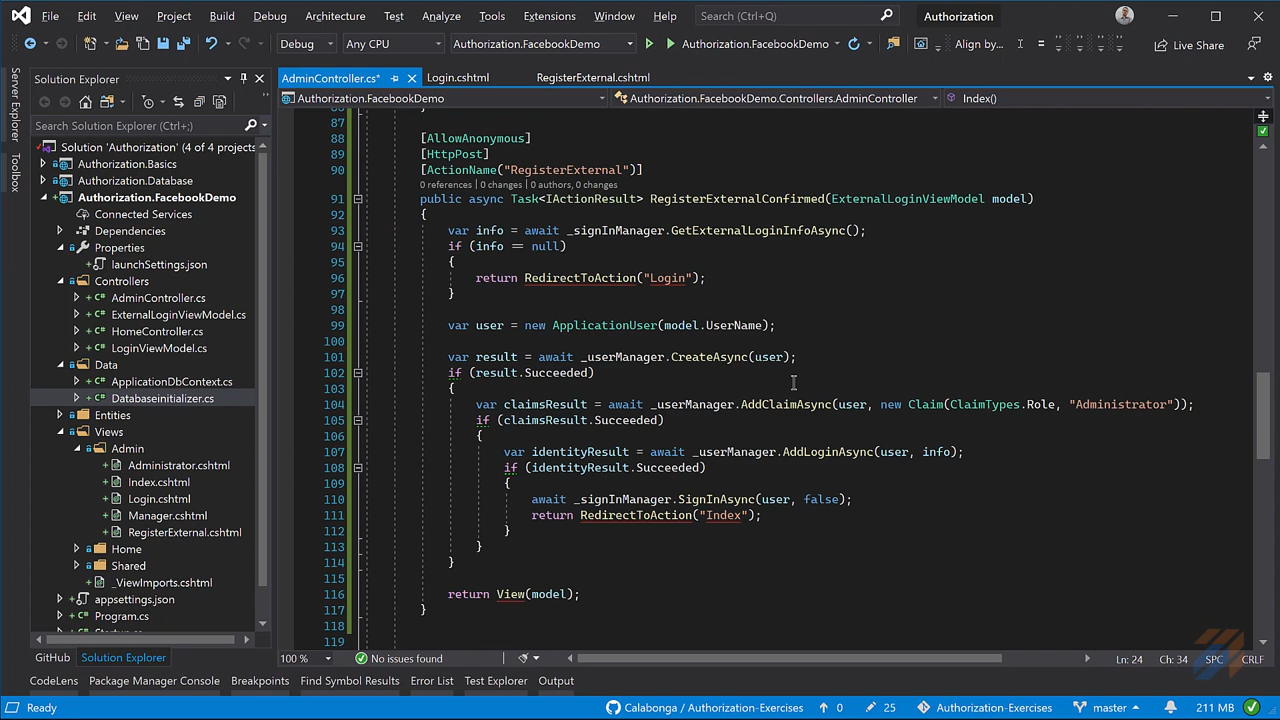 File Edit View Project Build Debug Architecture Test Analyze Tools Extensions Window Help Search (Ctrl+Q) Authorization
Debug Any CPU Authorization.FacebookDemo Authorization.FacebookDemo Align by... Live Share
Server Explorer
Toolbox
Solution Explorer
Search Solution Explorer (Ctrl+;)
Solution 'Authorization' (4 of 4 projects)
Authorization.Basics
Authorization.Database
Authorization.FacebookDemo
Connected Services
Dependencies
Properties
launchSettings.json
Controllers
AdminController.cs
ExternalLoginViewModel.cs
HomeController.cs
LoginViewModel.cs
Data
ApplicationDbContext.cs
Databaseinitializer.cs
Entities
Views
Admin
Administrator.cshtml
Index.cshtml
Login.cshtml
Manager.cshtml
RegisterExternal.cshtml
Home
Shared
_ViewImports.cshtml
appsettings.json
Program.cs
GitHub Solution Explorer
AdminController.cs* Login.cshtml RegisterExternal.cshtml
Authorization.FacebookDemo Authorization.FacebookDemo.Controllers.AdminController Index()
87
88 [AllowAnonymous]
89 [HttpPost]
90 [ActionName("RegisterExternal")]
0 references | 0 changes | 0 authors, 0 changes
91 public async Task<IActionResult> RegisterExternalConfirmed(ExternalLoginViewModel model)
92 {
93 var info = await _signInManager.GetExternalLoginInfoAsync();
94 if (info == null)
95 {
96 return RedirectToAction("Login");
97 }
98
99 var user = new ApplicationUser(model.UserName);
100
101 var result = await _userManager.CreateAsync(user);
102 if (result.Succeeded)
103 {
104 var claimsResult = await _userManager.AddClaimAsync(user, new Claim(ClaimTypes.Role, "Administrator"));
105 if (claimsResult.Succeeded)
106 {
107 var identityResult = await _userManager.AddLoginAsync(user, info);
108 if (identityResult.Succeeded)
109 {
110 await _signInManager.SignInAsync(user, false);
111 return RedirectToAction("Index");
112 }
113 }
114 }
115
116 return View(model);
117 }
118
119
100 % No issues found Ln: 24 Ch: 34 SPC CRLF
CodeLens Package Manager Console Breakpoints Find Symbol Results Error List Test Explorer Output
Ready Calabonga/Authorization-Exercises 0 25 Authorization-Exercises master 211 MB